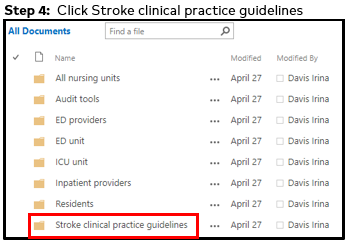 Step 4: Click Stroke clinical practice guidelines
All Documents Find a file
Name Modified Modified By
All nursing units ... April 27 Davis Irina
Audit tools ... April 27 Davis Irina
ED providers ... April 27 Davis Irina
ED unit ... April 27 Davis Irina
ICU unit ... April 27 Davis Irina
Inpatient providers ... April 27 Davis Irina
Residents ... April 27 Davis Irina
Stroke clinical practice guidelines ... April 27 Davis Irina